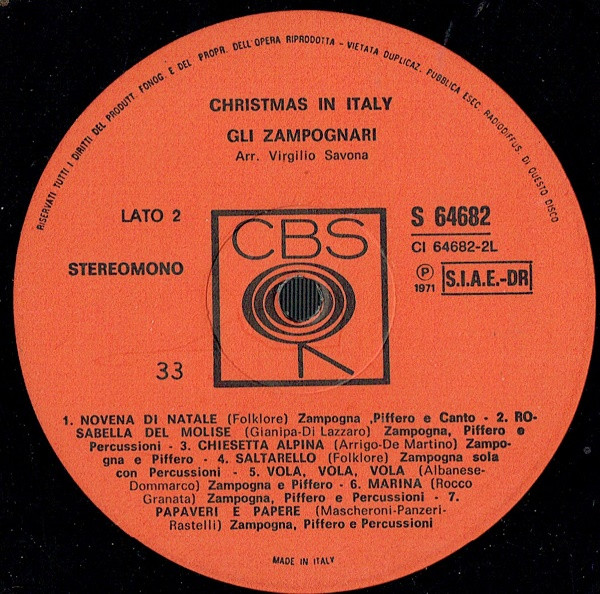 RISERVATI TUTTI I DIRITTI DEL PRODUTT. FONOG. E DEL PROPR. DELL'OPERA RIPRODOTTA - VIETATA DUPLICAZ. PUBBLICA ESEC. RADIODIFFUS. DI QUESTO DISCO
CHRISTMAS IN ITALY
GLI ZAMPOGNARI
Arr. Virgilio Savona
LATO 2
S 64682
CBS
CI 64682-2L
STEREOMONO
℗
1971
S.I.A.E.-DR
33
1. NOVENA DI NATALE (Folklore) Zampogna ,Piffero e Canto - 2. RO-
SABELLA DEL MOLISE (Gianipa-Di Lazzaro) Zampogna, Piffero e
Percussioni - 3. CHIESETTA ALPINA (Arrigo-De Martino) Zampo-
gna e Piffero - 4. SALTARELLO (Folklore) Zampogna sola
con Percussioni - 5. VOLA, VOLA, VOLA (Albanese-
Dommarco) Zampogna e Piffero - 6. MARINA (Rocco
Granata) Zampogna, Piffero e Percussioni - 7.
PAPAVERI E PAPERE (Mascheroni-Panzeri-
Rastelli) Zampogna, Piffero e Percussioni
MADE IN ITALY